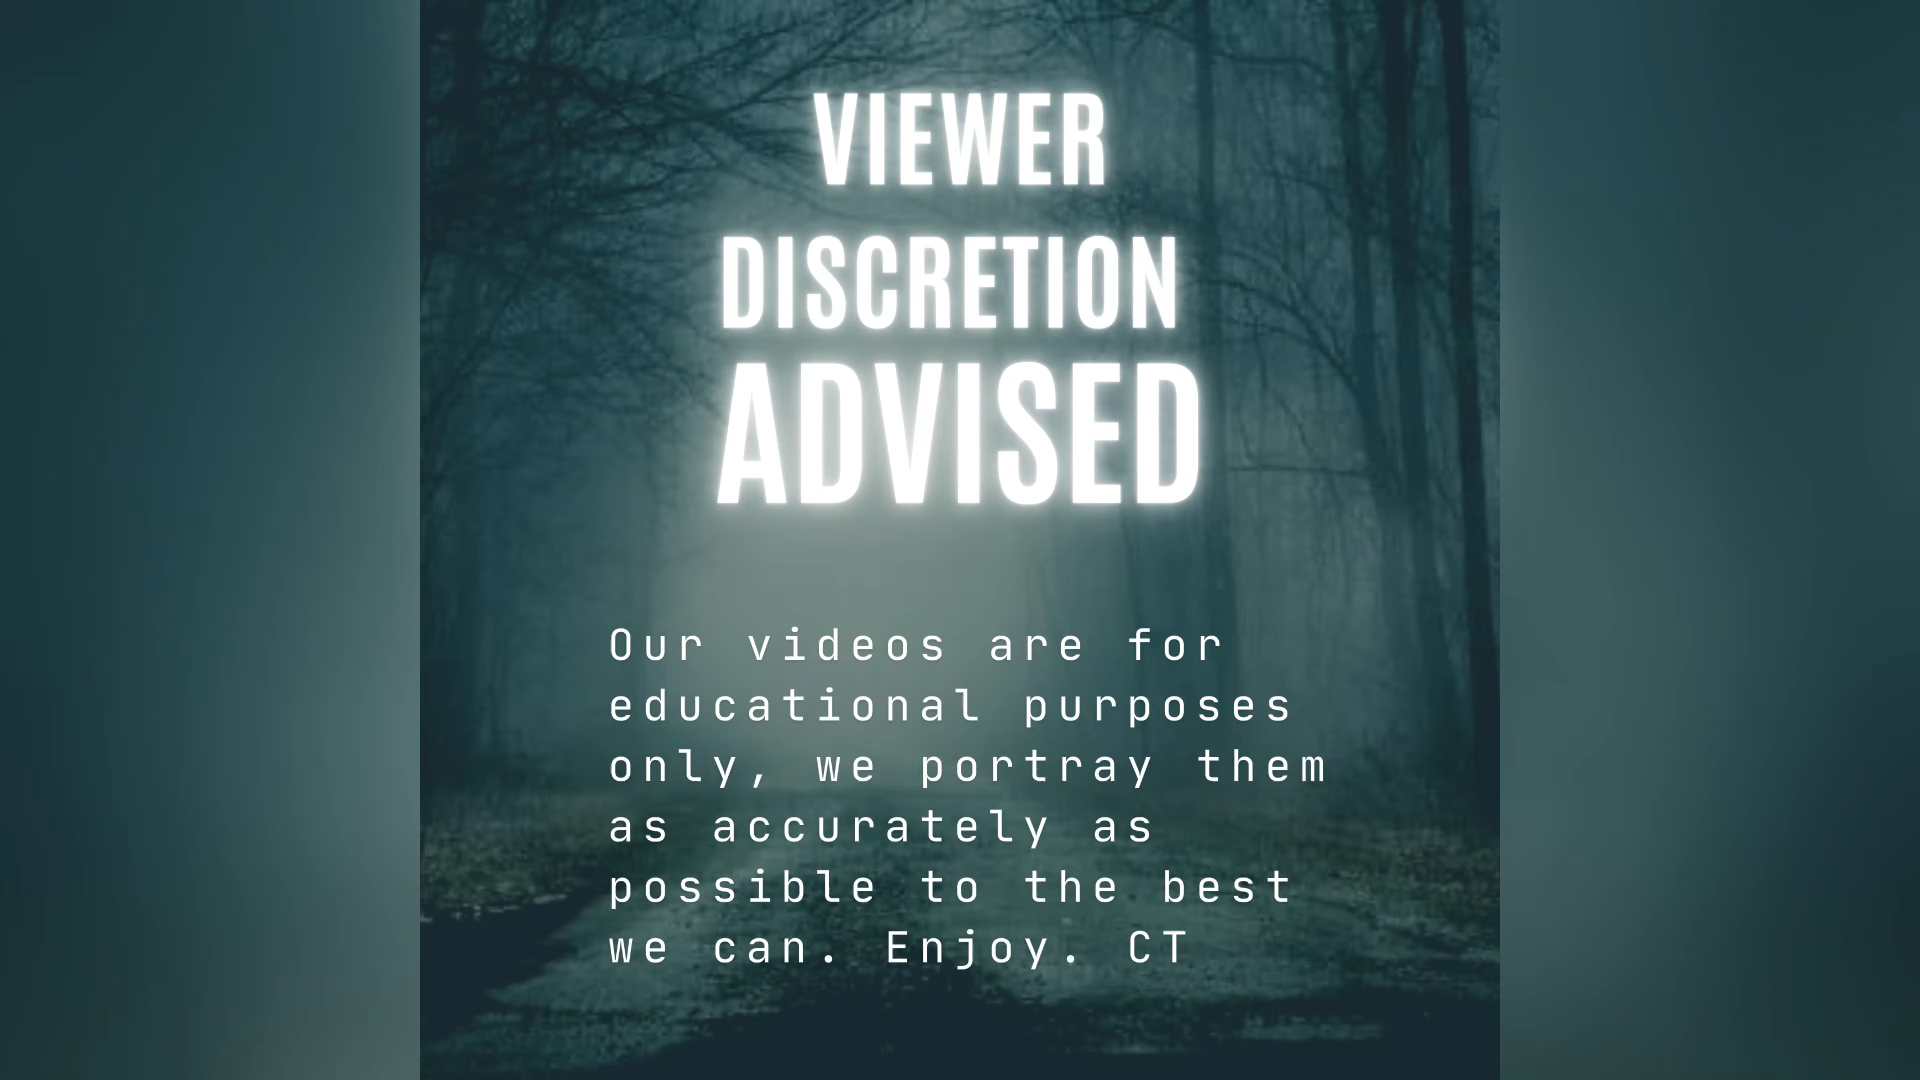 VIEWER
DISCRETION
ADVISED
Our videos are for
educational purposes
only, we portray them
as accurately as
possible to the best
we can. Enjoy. CT